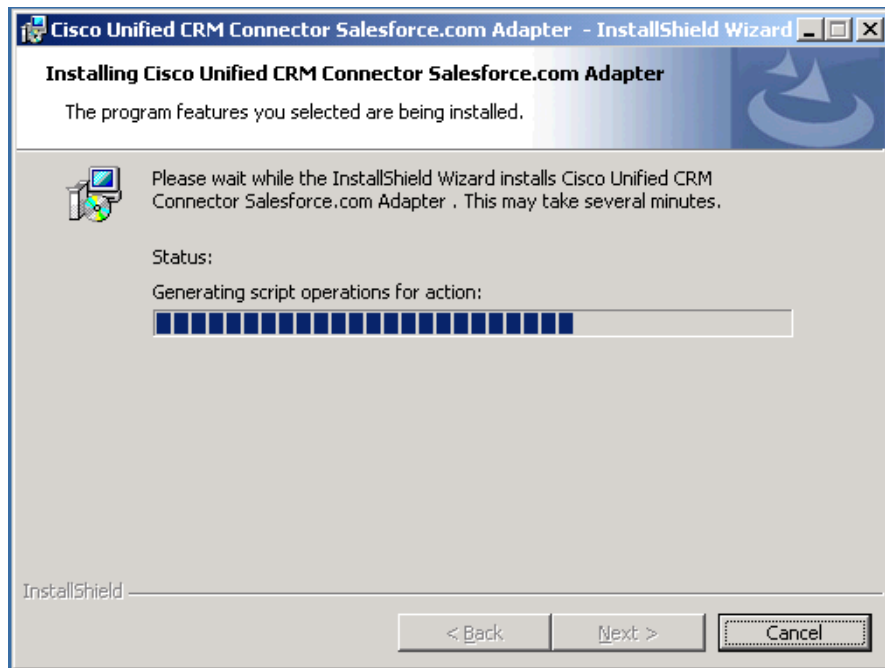 Cisco Unified CRM Connector Salesforce.com Adapter - InstallShield Wizard
Installing Cisco Unified CRM Connector Salesforce.com Adapter
The program features you selected are being installed.
Please wait while the InstallShield Wizard installs Cisco Unified CRM
Connector Salesforce.com Adapter . This may take several minutes.
Status:
Generating script operations for action:
InstallShield
< Back
Next >
Cancel